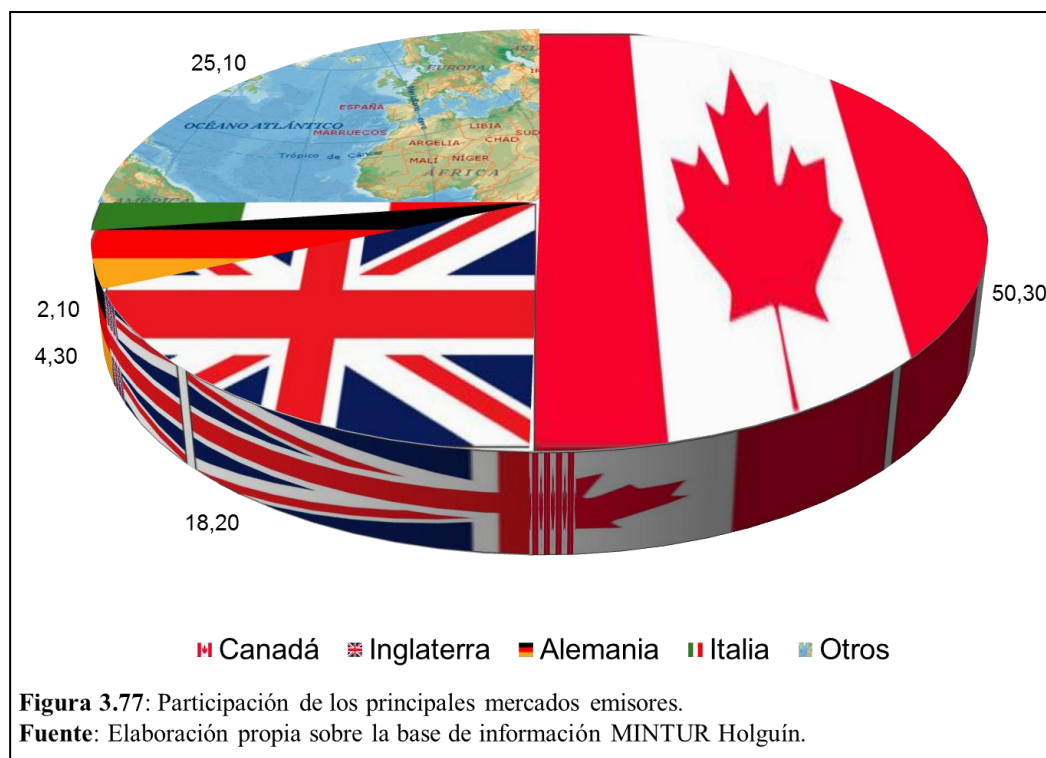 25,10
EUROPA
ESPAÑA
OCÉANO ATLÁNTICO
MARRUECOS
LIBIA
ARGELIA
CHAD
Trópico de Cáncer
MALÍ NÍGER
ÁFRICA
AMÉRICA
50,30
2,10
4,30
18,20
Canadá Inglaterra Alemania Italia Otros
Figura 3.77: Participación de los principales mercados emisores.
Fuente: Elaboración propia sobre la base de información MINTUR Holguín.